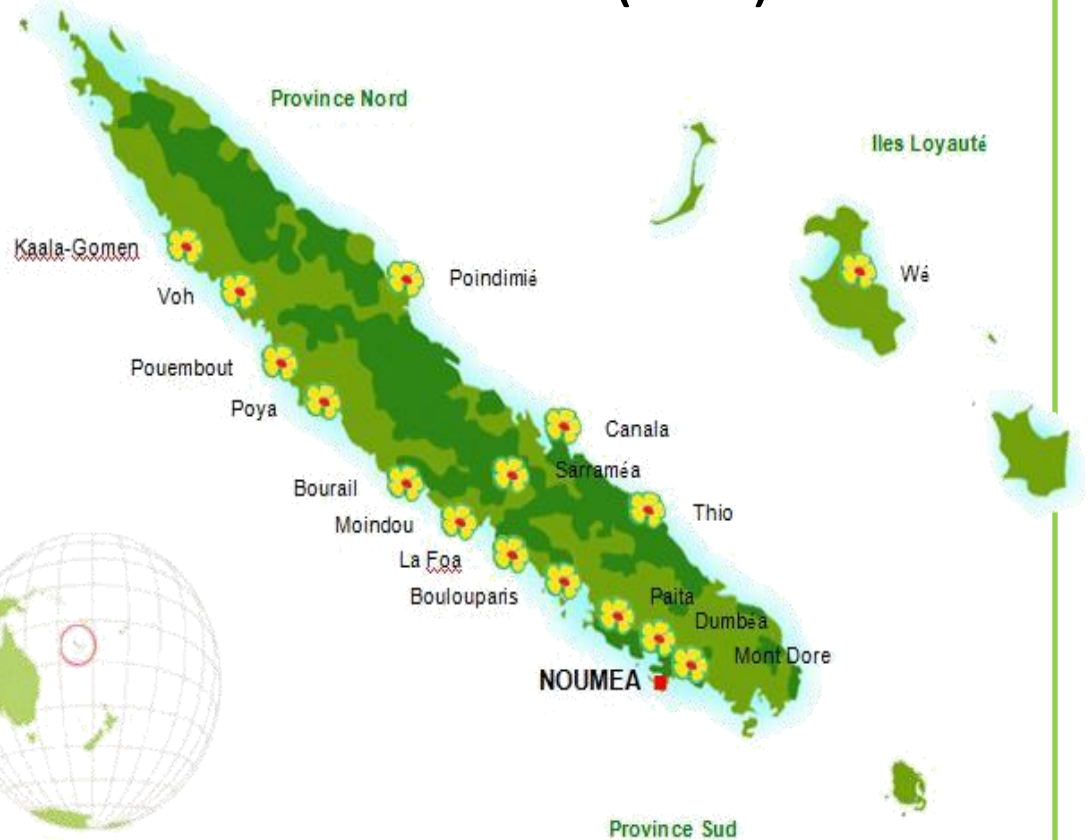 Province Nord
Iles Loyauté
Kaala-Gomen
Poindimié
Wé
Voh
Pouembout
Poya
Canala
Sarraméa
Bourail
Thio
Moindou
La Foa
Boulouparis
Paita
Dumbéa
Mont Dore
NOUMEA
Province Sud